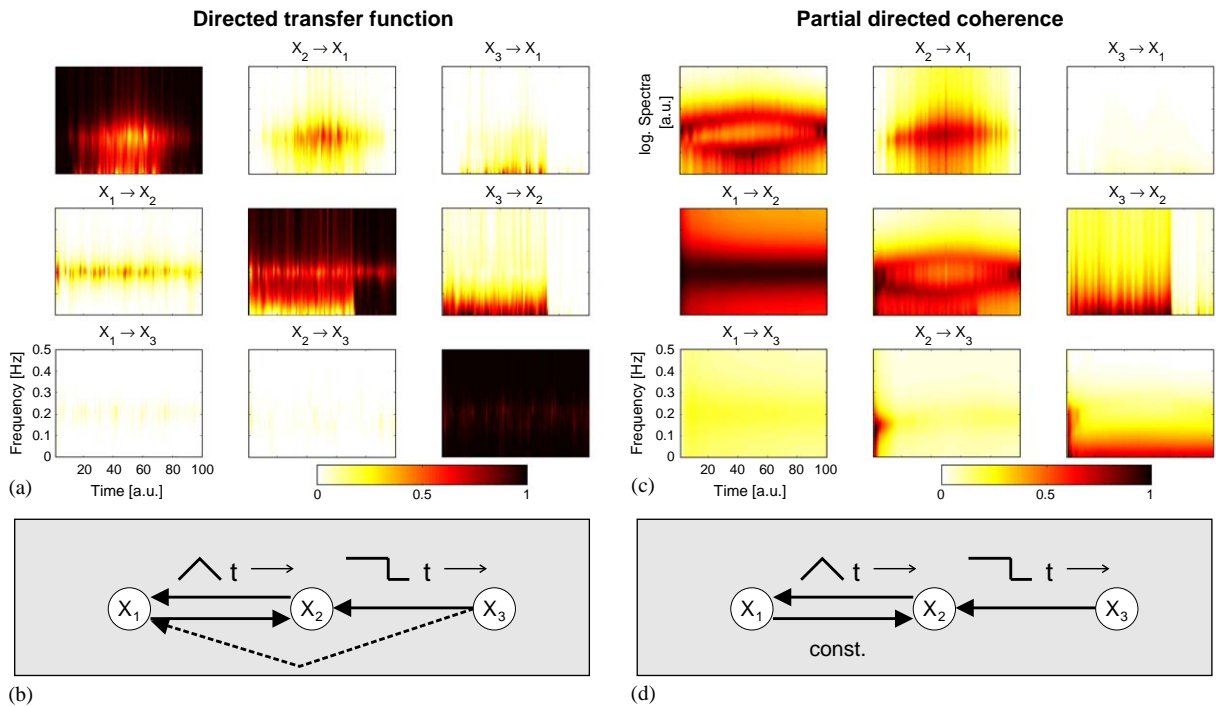 Directed transfer function
X2 → X1
X3 → X1
X1 → X2
X3 → X2
X1 → X3
X2 → X3
Frequency [Hz]
0.5
0.4
0.3
0.2
0.1
0
20 40 60 80 100
Time [a.u.]
0 0.5 1
(a)
X1 X2 X3
t t
(b)
Partial directed coherence
log. Spectra
[a.u.]
X2 → X1
X3 → X1
X1 → X2
X3 → X2
X1 → X3
X2 → X3
Frequency [Hz]
0.5
0.4
0.3
0.2
0.1
0
20 40 60 80 100
Time [a.u.]
0 0.5 1
(c)
t t
X1 X2 X3
const.
(d)